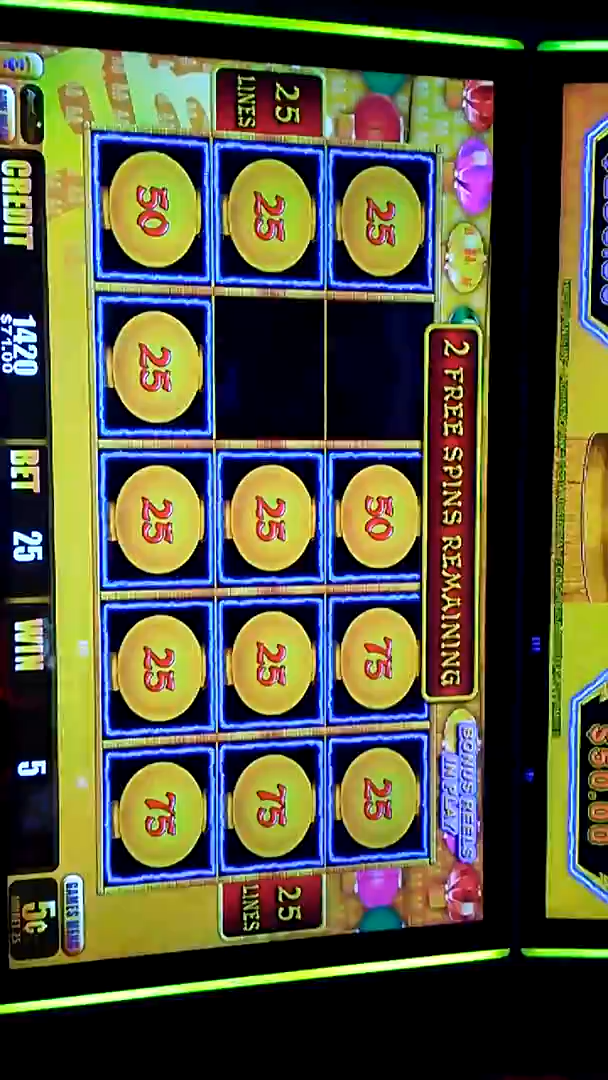 $50.00
2 FREE SPINS REMAINING
BONUS REELS
IN PLAY
25 50 75 25
25 LINES
25 25 25 75
25 LINES
50 25 25 25 75
GAMES MENU
CREDIT 1420 BET 25 WIN 5
$71.00
5¢